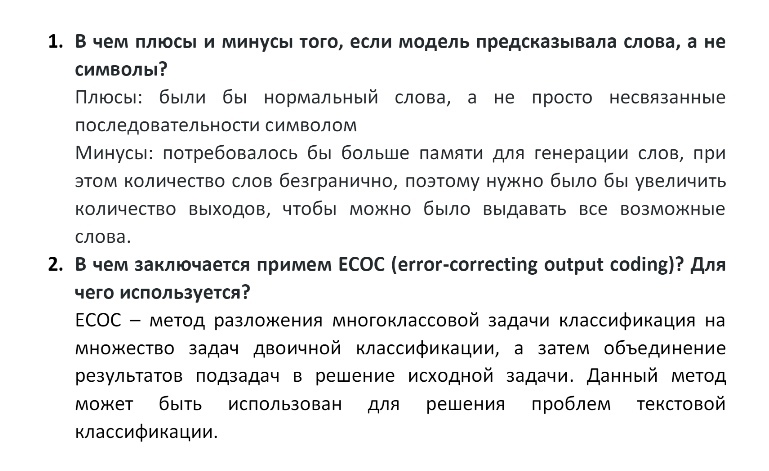 1. В чем плюсы и минусы того, если модель предсказывала слова, а не
символы?
Плюсы: были бы нормальный слова, а не просто несвязанные
последовательности символом
Минусы: потребовалось бы больше памяти для генерации слов, при
этом количество слов безгранично, поэтому нужно было бы увеличить
количество выходов, чтобы можно было выдавать все возможные
слова.
2. В чем заключается примем ECOC (error-correcting output coding)? Для
чего используется?
ECOC – метод разложения многоклассовой задачи классификация на
множество задач двоичной классификации, а затем объединение
результатов подзадач в решение исходной задачи. Данный метод
может быть использован для решения проблем текстовой
классификации.